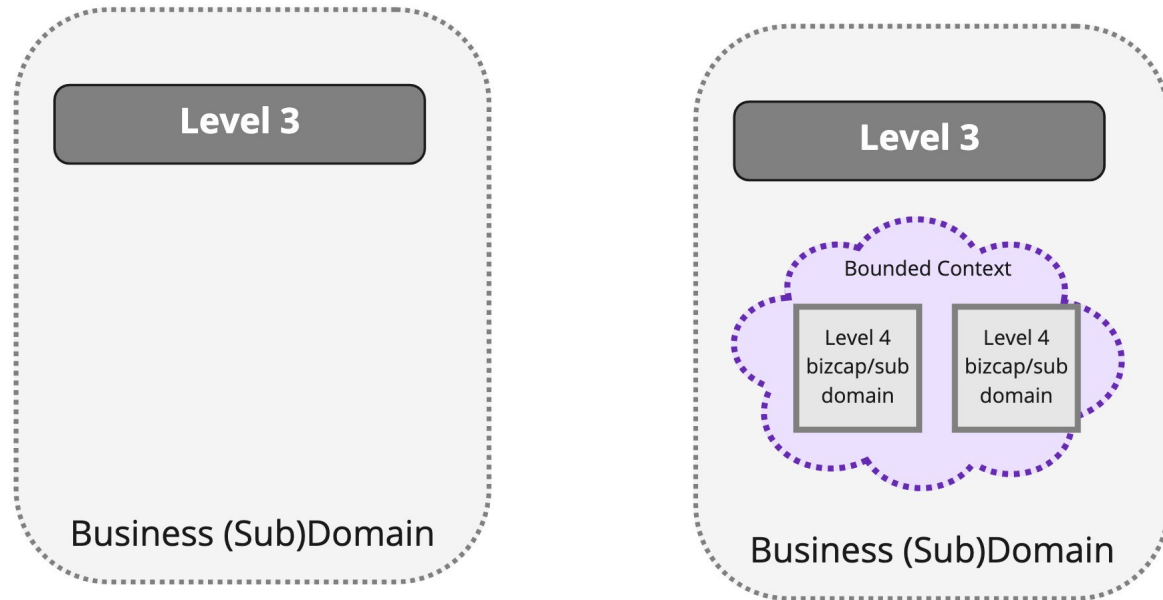 Level 3
Business (Sub)Domain
Level 3
Bounded Context
Level 4
bizcap/sub
domain
Level 4
bizcap/sub
domain
Business (Sub)Domain